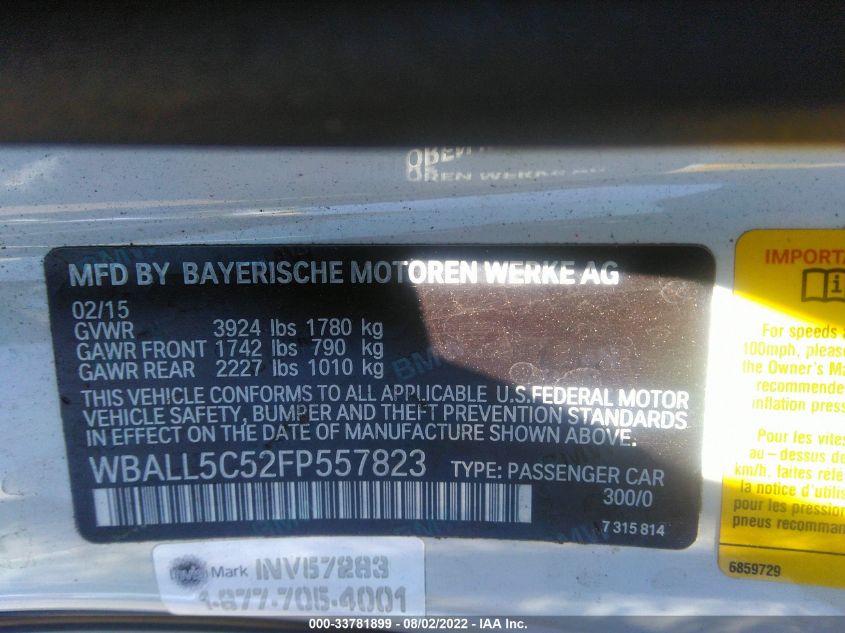 MFD BY BAYERISCHE MOTOREN WERKE AG
02/15
GVWR 3924 lbs 1780 kg
GAWR FRONT 1742 lbs 790 kg
GAWR REAR 2227 lbs 1010 kg
THIS VEHICLE CONFORMS TO ALL APPLICABLE U.S.FEDERAL MOTOR
VEHICLE SAFETY, BUMPER AND THEFT PREVENTION STANDARDS
IN EFFECT ON THE DATE OF MANUFACTURE SHOWN ABOVE.
WBALL5C52FP557823 TYPE: PASSENGER CAR
300/0
7 315 814
Mark INV57283
1-877-705-4001
IMPORTA
For speeds a
100mph, please
the Owner's Ma
recommende
inflation press
Pour les vites
au – dessus
km/h, faites réfé
la notice d'utilis
pour les pression
pneus recomman
6859729
000-33781899 - 08/02/2022 - IAA Inc.